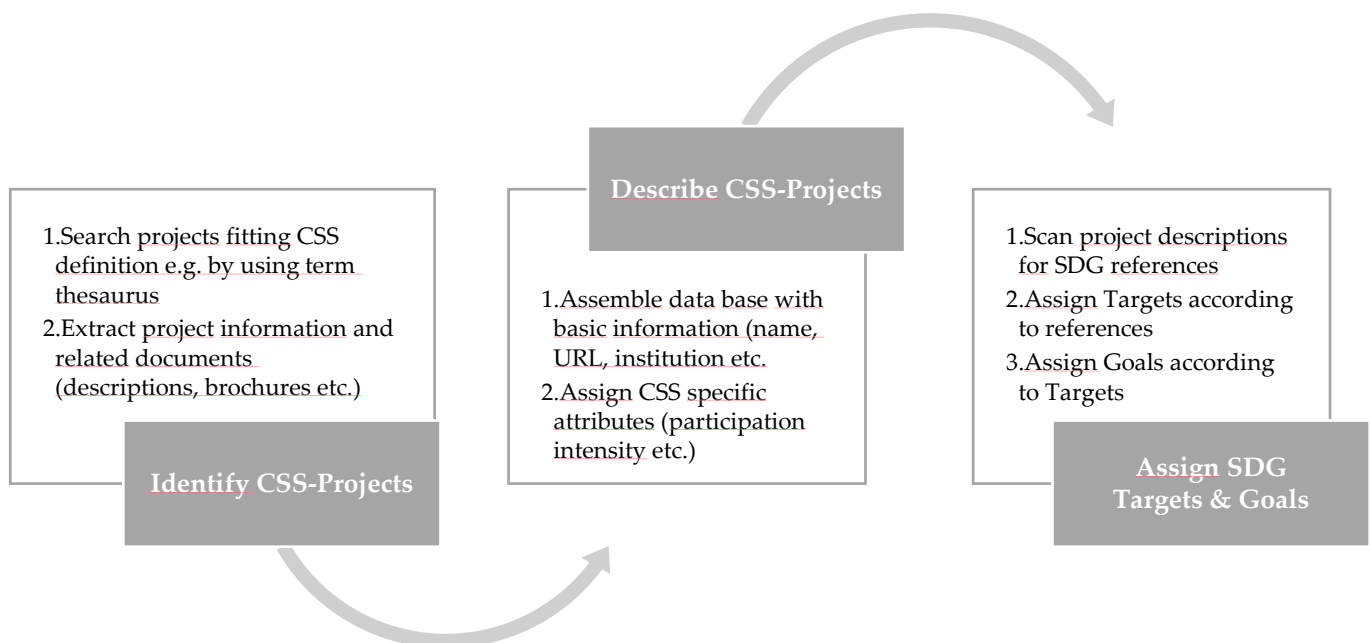 1.Search projects fitting CSS
definition e.g. by using term
thesaurus
2.Extract project information and
related documents
(descriptions, brochures etc.)
Identify CSS-Projects
Describe CSS-Projects
1.Assemble data base with
basic information (name,
URL, institution etc.
2.Assign CSS specific
attributes (participation
intensity etc.)
1.Scan project descriptions
for SDG references
2.Assign Targets according
to references
3.Assign Goals according
to Targets
Assign SDG
Targets & Goals